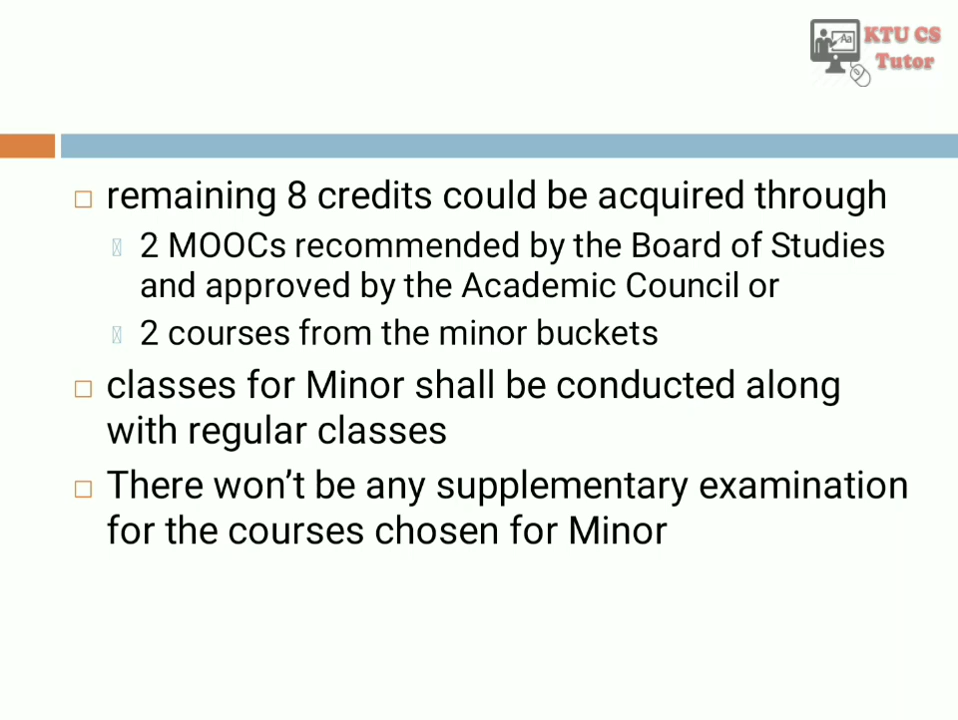 KTU CS
Tutor
Aa
remaining 8 credits could be acquired through
2 MOOCs recommended by the Board of Studies
and approved by the Academic Council or
2 courses from the minor buckets
classes for Minor shall be conducted along
with regular classes
There won’t be any supplementary examination
for the courses chosen for Minor